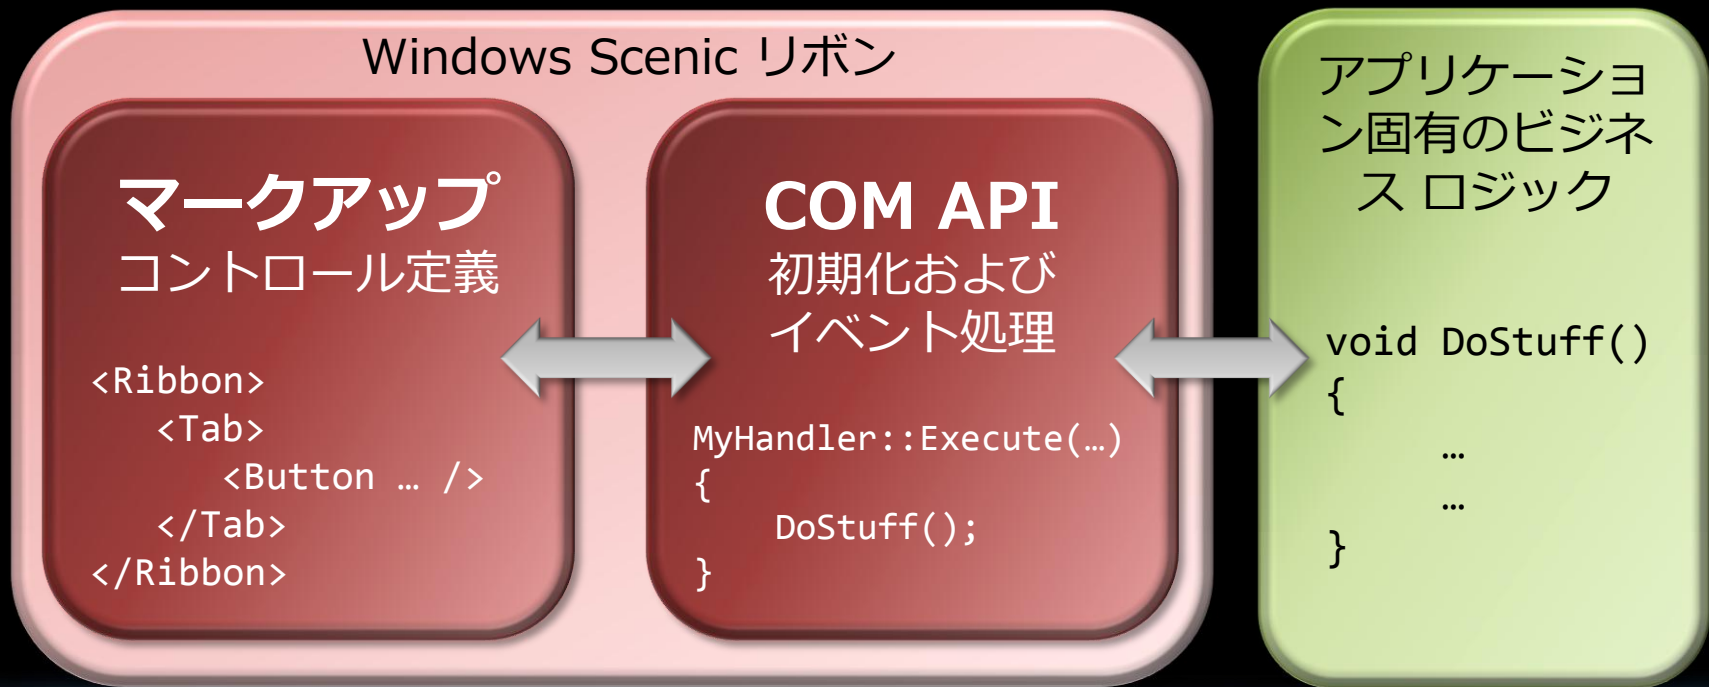 Windows Scenic リボン
マークアップ
コントロール定義
<Ribbon>
<Tab>
<Button … />
</Tab>
</Ribbon>
COM API
初期化および
イベント処理
MyHandler::Execute(…)
{
DoStuff();
}
アプリケーショ
ン固有のビジネ
ス ロジック
void DoStuff()
{
…
…
}